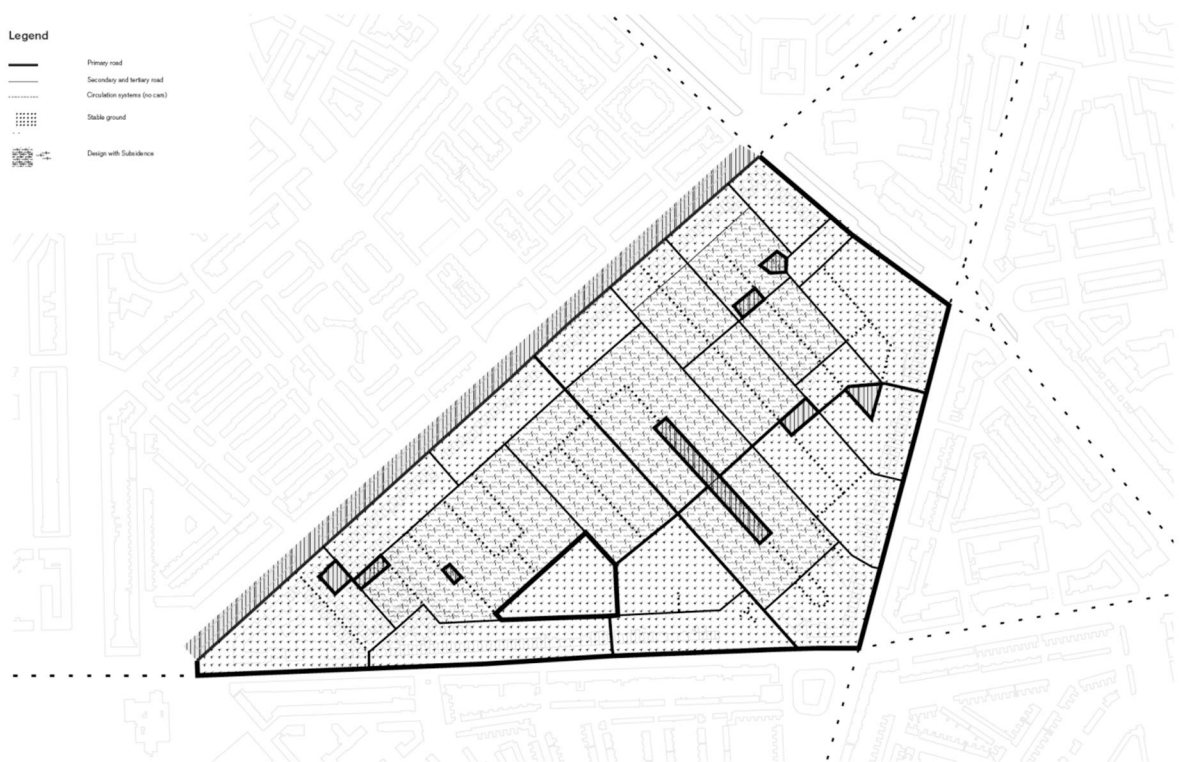 Legend
Primary road
Secondary and tertiary road
Circulation systems (no cars)
Stable ground
Design with Subsidence